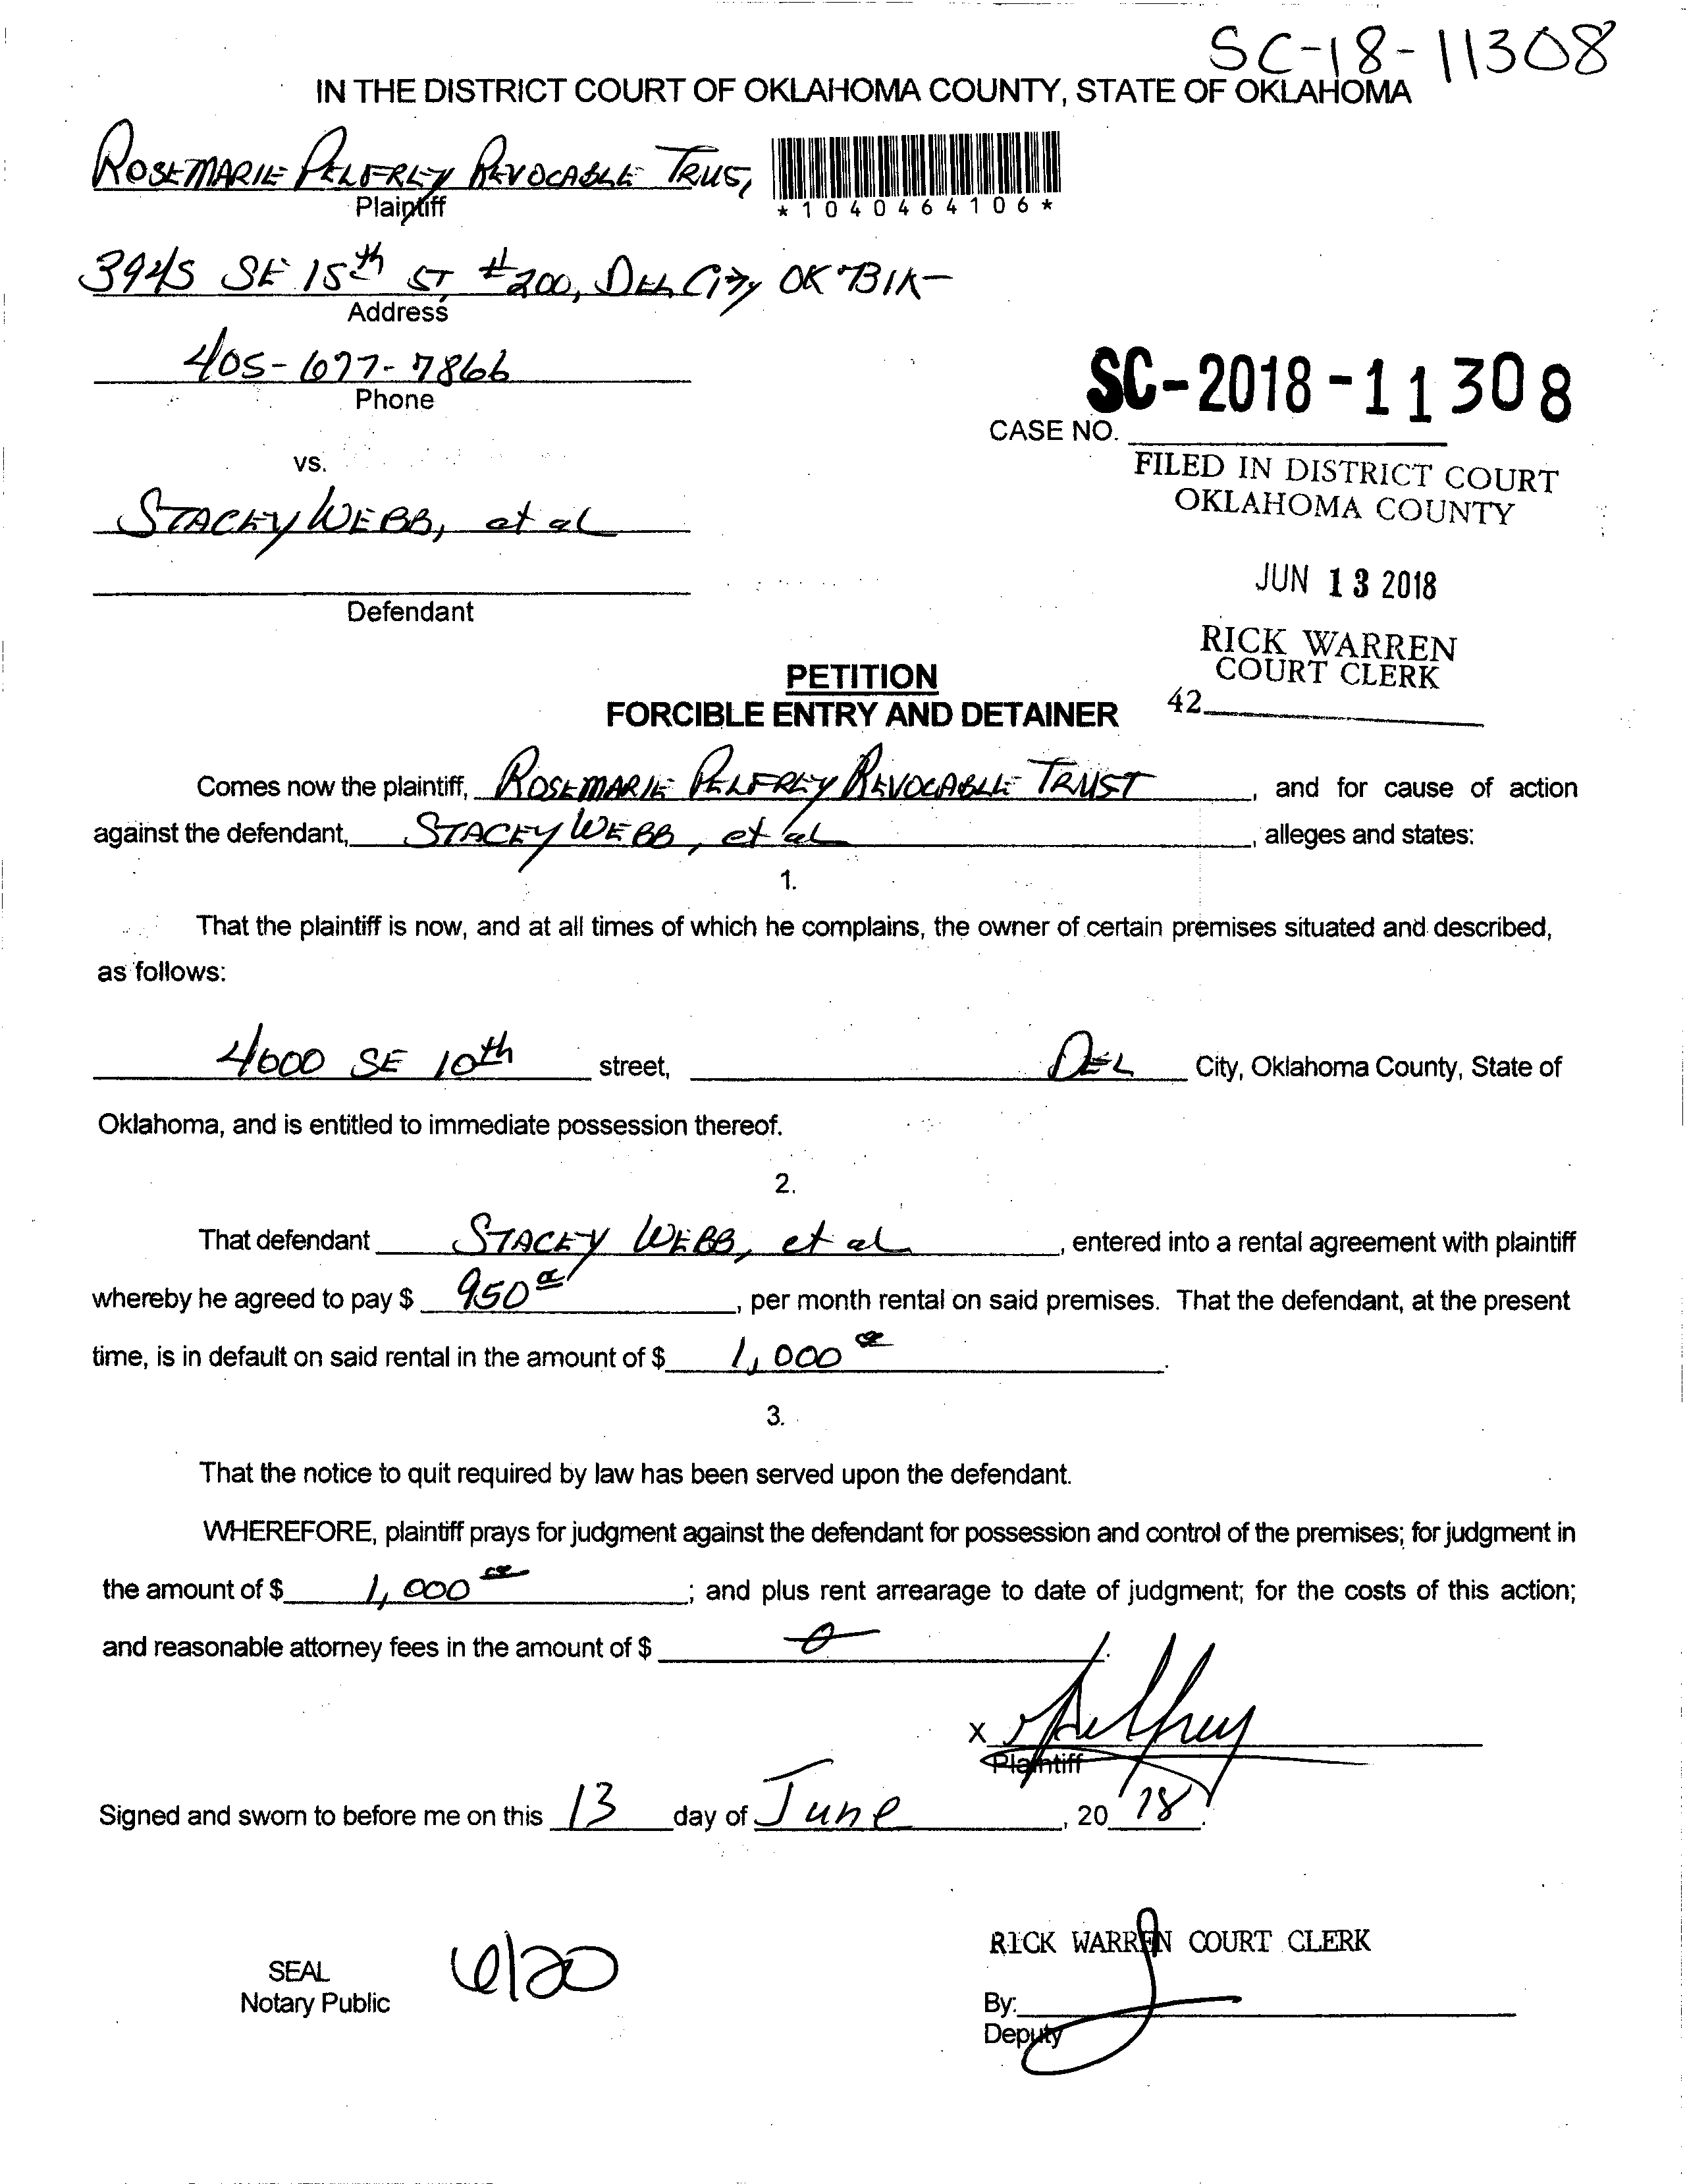 SC-18-11308
IN THE DISTRICT COURT OF OKLAHOMA COUNTY, STATE OF OKLAHOMA
ROSEMARIE PELFREY REVOCABLE TRUST,
Plaintiff
*1040464106*
3945 SE 15th ST, #200, DEL CITY OK
Address
405-677-7866
Phone
SC-2018-11308
CASE NO.
vs.
FILED IN DISTRICT COURT
OKLAHOMA COUNTY
STACEY WEBB, et al
JUN 13 2018
Defendant
RICK WARREN
COURT CLERK
42
PETITION
FORCIBLE ENTRY AND DETAINER
Comes now the plaintiff, ROSEMARIE PELFREY REVOCABLE TRUST, and for cause of action
against the defendant, STACEY WEBB, et al, alleges and states:
1.
That the plaintiff is now, and at all times of which he complains, the owner of certain premises situated and described,
as follows:
4600 SE 10th street, DEL City, Oklahoma County, State of
Oklahoma, and is entitled to immediate possession thereof.
2.
That defendant STACEY WEBB, et al, entered into a rental agreement with plaintiff
whereby he agreed to pay $ 950 00, per month rental on said premises. That the defendant, at the present
time, is in default on said rental in the amount of $ 1,000 00.
3.
That the notice to quit required by law has been served upon the defendant.
WHEREFORE, plaintiff prays for judgment against the defendant for possession and control of the premises; for judgment in
the amount of $ 1,000 00; and plus rent arrearage to date of judgment; for the costs of this action;
and reasonable attorney fees in the amount of $ 0.
x Pelfrey
Plaintiff
Signed and sworn to before me on this 13 day of June, 20 18.
RICK WARREN COURT CLERK
SEAL
Notary Public
6/20
By:
Deputy